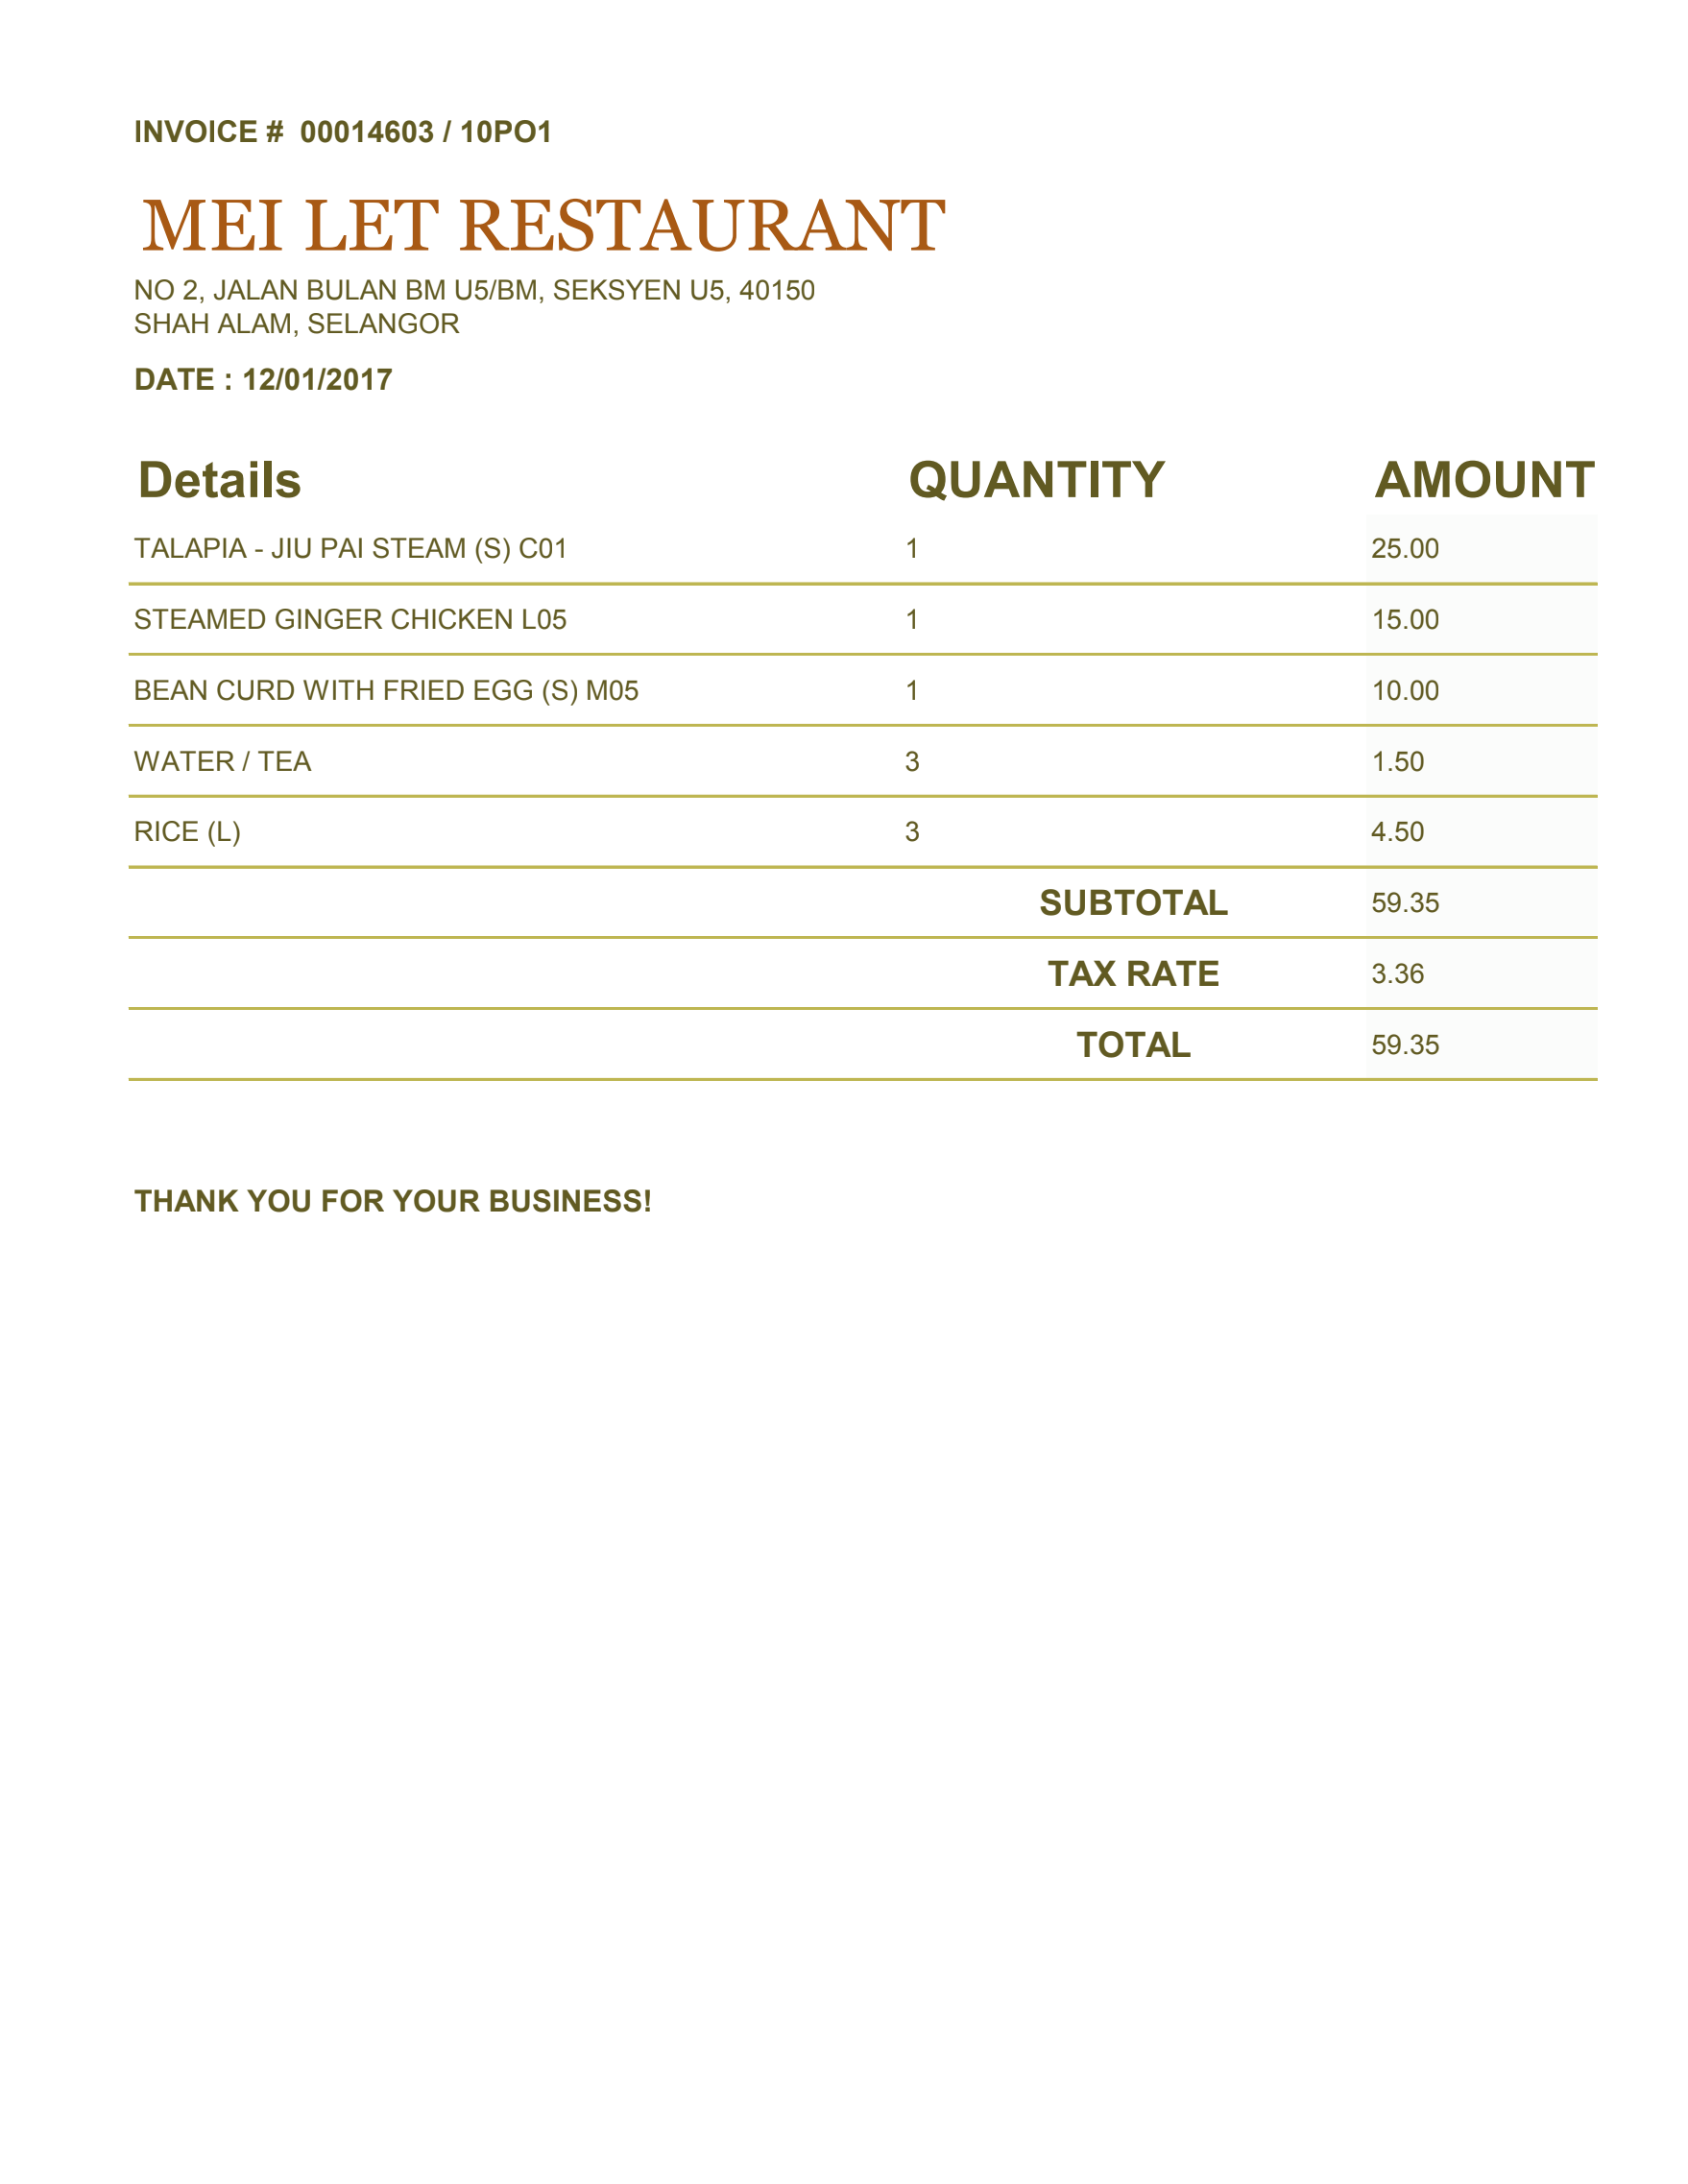 INVOICE # 00014603 / 10PO1
MEI LET RESTAURANT
NO 2, JALAN BULAN BM U5/BM, SEKSYEN U5, 40150
SHAH ALAM, SELANGOR
DATE : 12/01/2017
Details QUANTITY AMOUNT
TALAPIA - JIU PAI STEAM (S) C01 1 25.00
STEAMED GINGER CHICKEN L05 1 15.00
BEAN CURD WITH FRIED EGG (S) M05 1 10.00
WATER / TEA 3 1.50
RICE (L) 3 4.50
SUBTOTAL 59.35
TAX RATE 3.36
TOTAL 59.35
THANK YOU FOR YOUR BUSINESS!